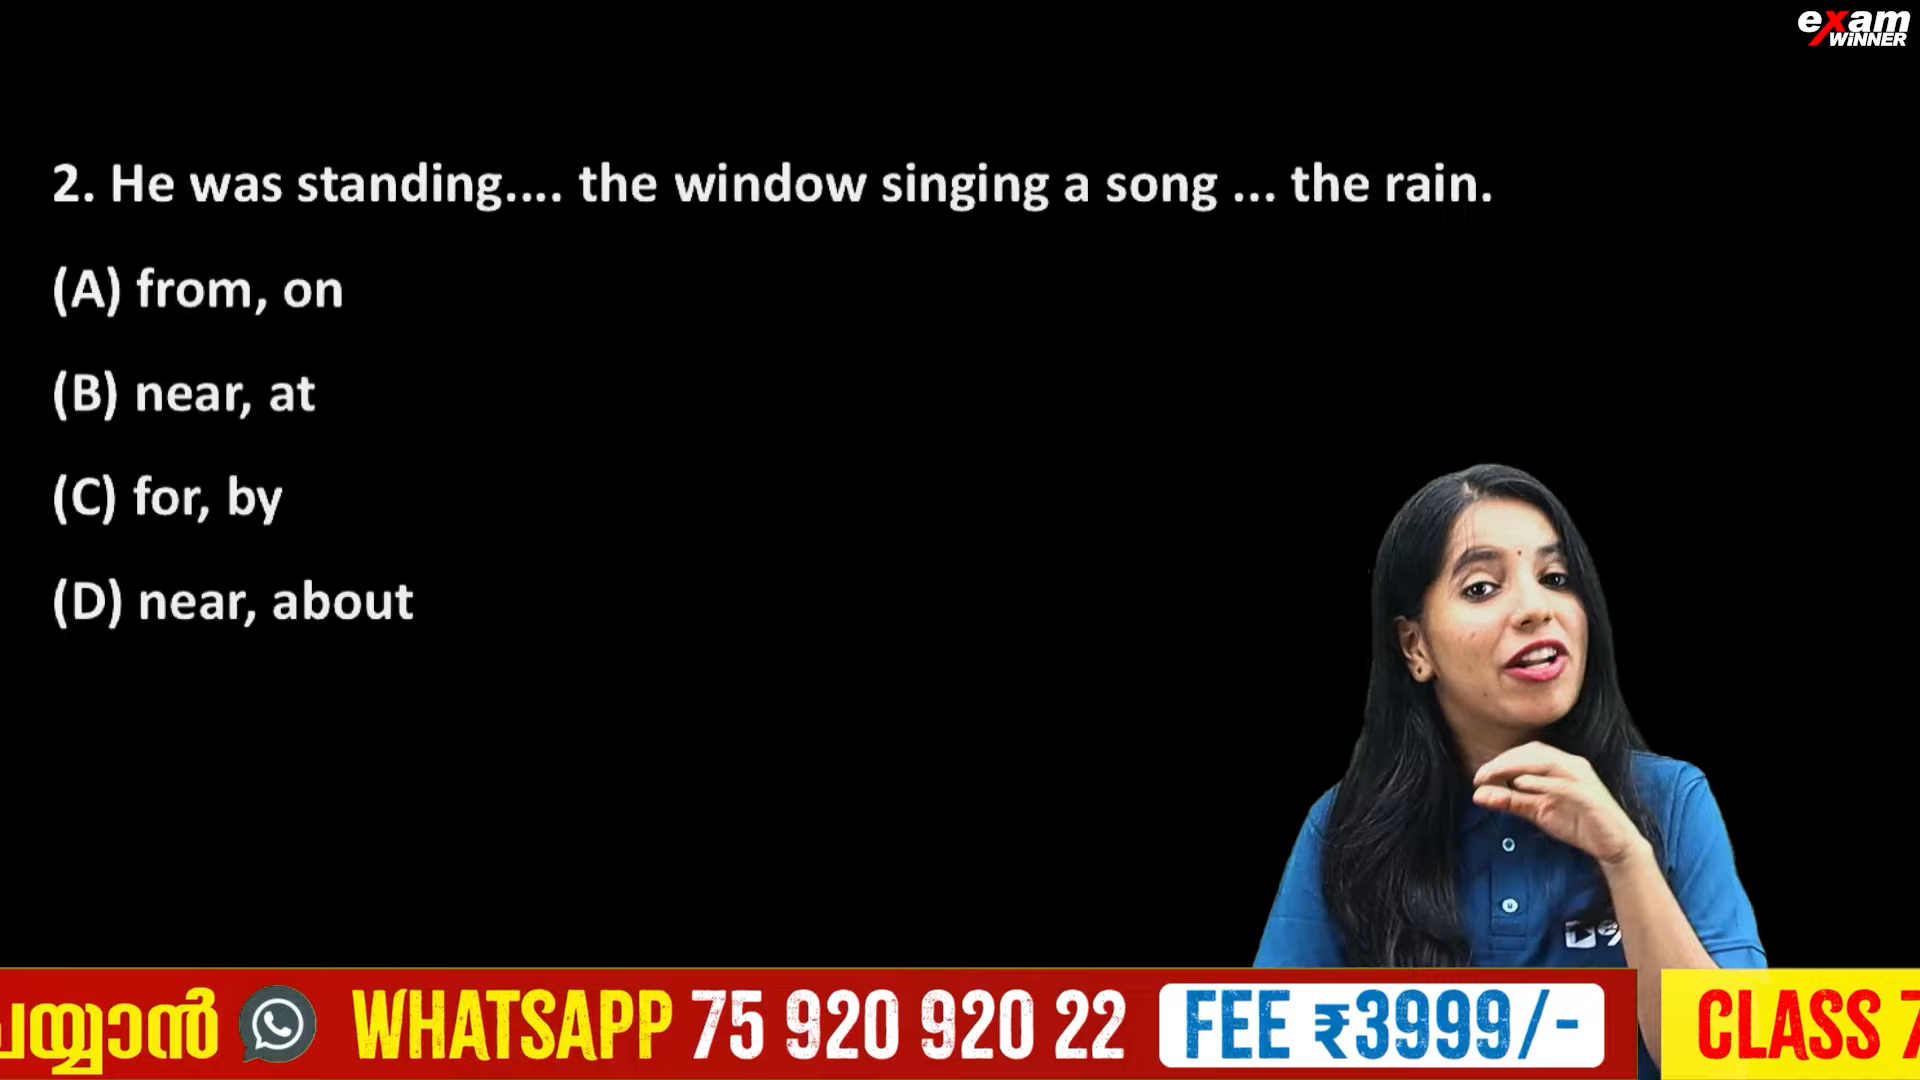 exam
WiNNER
2. He was standing.... the window singing a song ... the rain.
(A) from, on
(B) near, at
(C) for, by
(D) near, about
WHATSAPP 75 920 920 22 FEE ₹3999/- CLASS 7